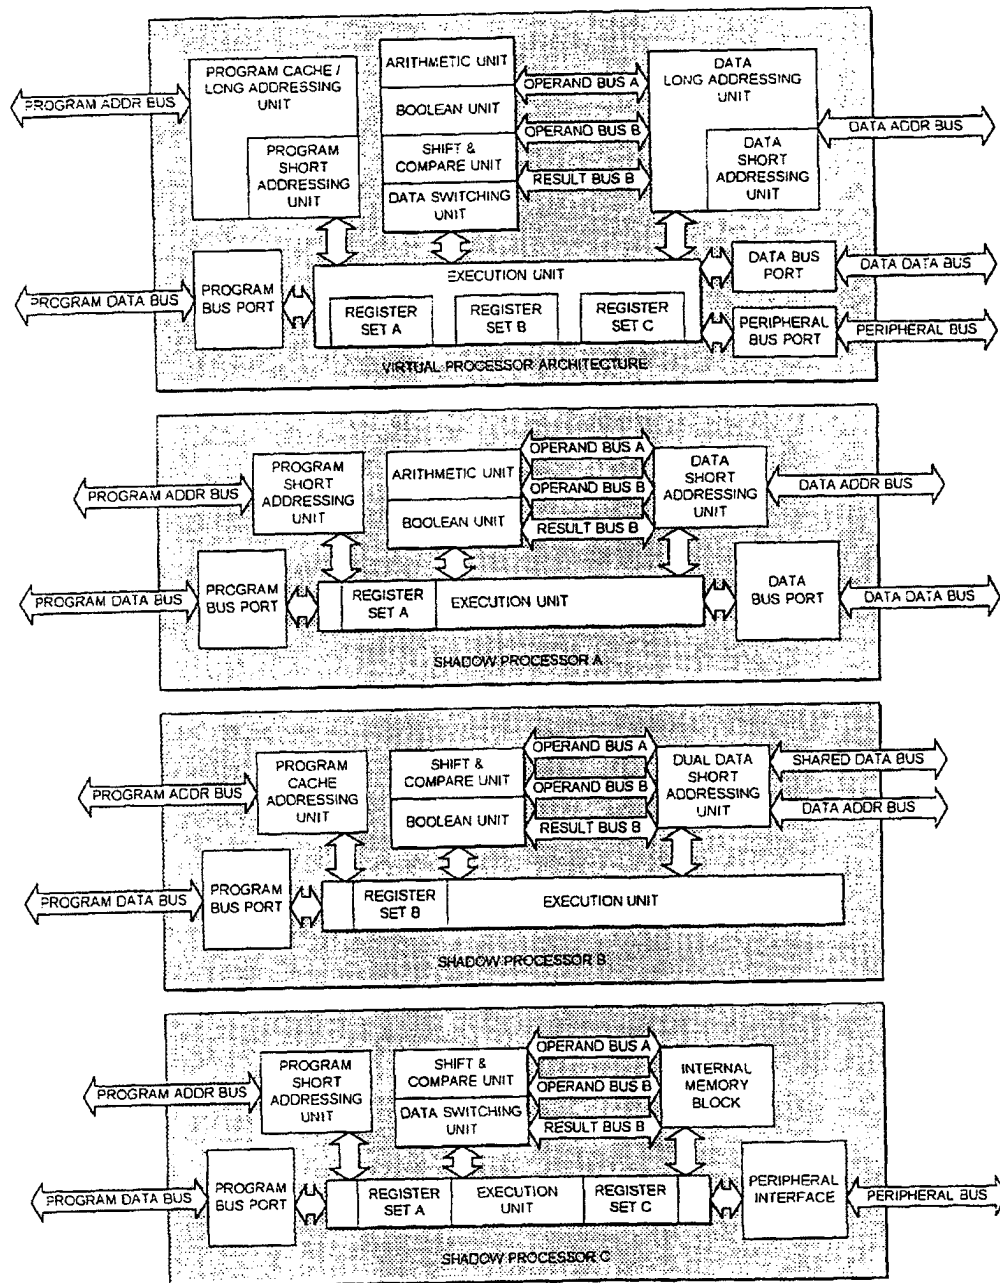 PROGRAM ADDR BUS
PROGRAM CACHE /
LONG ADDRESSING
UNIT
PROGRAM
SHORT
ADDRESSING
UNIT
ARITHMETIC UNIT
BOOLEAN UNIT
SHIFT &
COMPARE UNIT
DATA SWITCHING
UNIT
OPERAND BUS A
OPERAND BUS B
RESULT BUS B
DATA
LONG ADDRESSING
UNIT
DATA
SHORT
ADDRESSING
UNIT
DATA ADDR BUS
PROGRAM DATA BUS
PROGRAM
BUS PORT
EXECUTION UNIT
REGISTER
SET A
REGISTER
SET B
REGISTER
SET C
DATA BUS
PORT
DATA DATA BUS
PERIPHERAL
BUS PORT
PERIPHERAL BUS
VIRTUAL PROCESSOR ARCHITECTURE
PROGRAM ADDR BUS
PROGRAM
SHORT
ADDRESSING
UNIT
ARITHMETIC UNIT
BOOLEAN UNIT
OPERAND BUS A
OPERAND BUS B
RESULT BUS B
DATA
SHORT
ADDRESSING
UNIT
DATA ADDR BUS
PROGRAM DATA BUS
PROGRAM
BUS PORT
REGISTER
SET A
EXECUTION UNIT
DATA
BUS PORT
DATA DATA BUS
SHADOW PROCESSOR A
PROGRAM ADDR BUS
PROGRAM
CACHE
ADDRESSING
UNIT
SHIFT &
COMPARE UNIT
BOOLEAN UNIT
OPERAND BUS A
OPERAND BUS B
RESULT BUS B
DUAL DATA
SHORT
ADDRESSING
UNIT
SHARED DATA BUS
DATA ADDR BUS
PROGRAM DATA BUS
PROGRAM
BUS PORT
REGISTER
SET B
EXECUTION UNIT
SHADOW PROCESSOR B
PROGRAM ADDR BUS
PROGRAM
SHORT
ADDRESSING
UNIT
SHIFT &
COMPARE UNIT
DATA SWITCHING
UNIT
OPERAND BUS A
OPERAND BUS B
RESULT BUS B
INTERNAL
MEMORY
BLOCK
PROGRAM DATA BUS
PROGRAM
BUS PORT
REGISTER
SET A
EXECUTION
UNIT
REGISTER
SET C
PERIPHERAL
INTERFACE
PERIPHERAL BUS
SHADOW PROCESSOR C